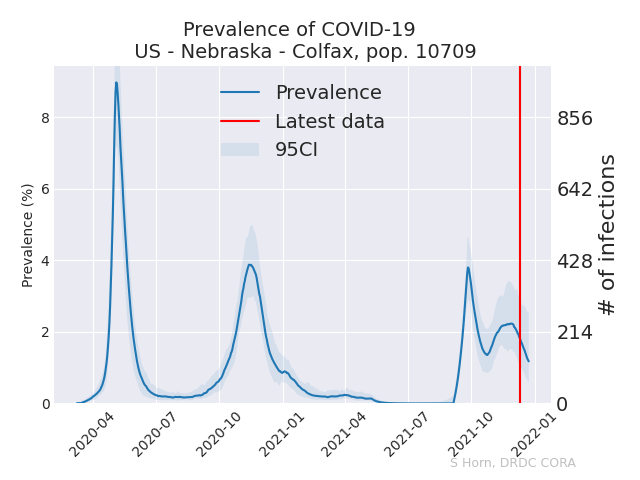 Prevalence of COVID-19
US - Nebraska - Colfax, pop. 10709
Prevalence
Latest data
95CI
Prevalence (%)
8
6
4
2
0
856
642
428
214
0
# of infections
2020-04
2020-07
2020-10
2021-01
2021-04
2021-07
2021-10
2022-01
S Horn, DRDC CORA